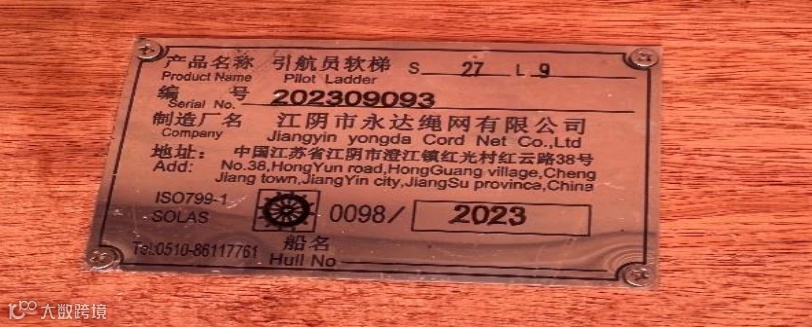 产品名称 引航员软梯 S 27 L 9
Product Name Pilot Ladder
编 号 202309093
Serial No.
制造厂名 江阴市永达绳网有限公司
Company Jiangyin yongda Cord Net Co.,Ltd
地址: 中国江苏省江阴市澄江镇红光村红云路38号
Add: No.38,HongYun road,HongGuang village,Cheng
Jiang town,JiangYin city,JiangSu province,China
ISO799-1
SOLAS 0098/ 2023
船名
Tel:0510-86117761 Hull No
大数跨境